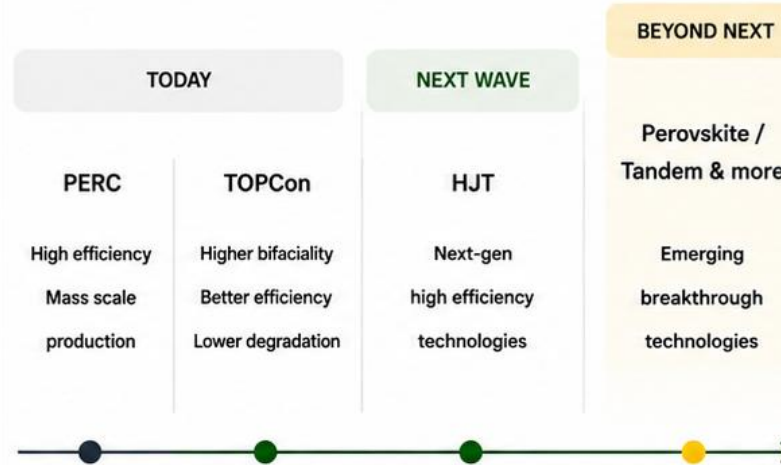 BEYOND NEXT
TODAY
NEXT WAVE
Perovskite /
Tandem & more
PERC
TOPCon
HJT
High efficiency
Mass scale
production
Higher bifaciality
Better efficiency
Lower degradation
Next-gen
high efficiency
technologies
Emerging
breakthrough
technologies